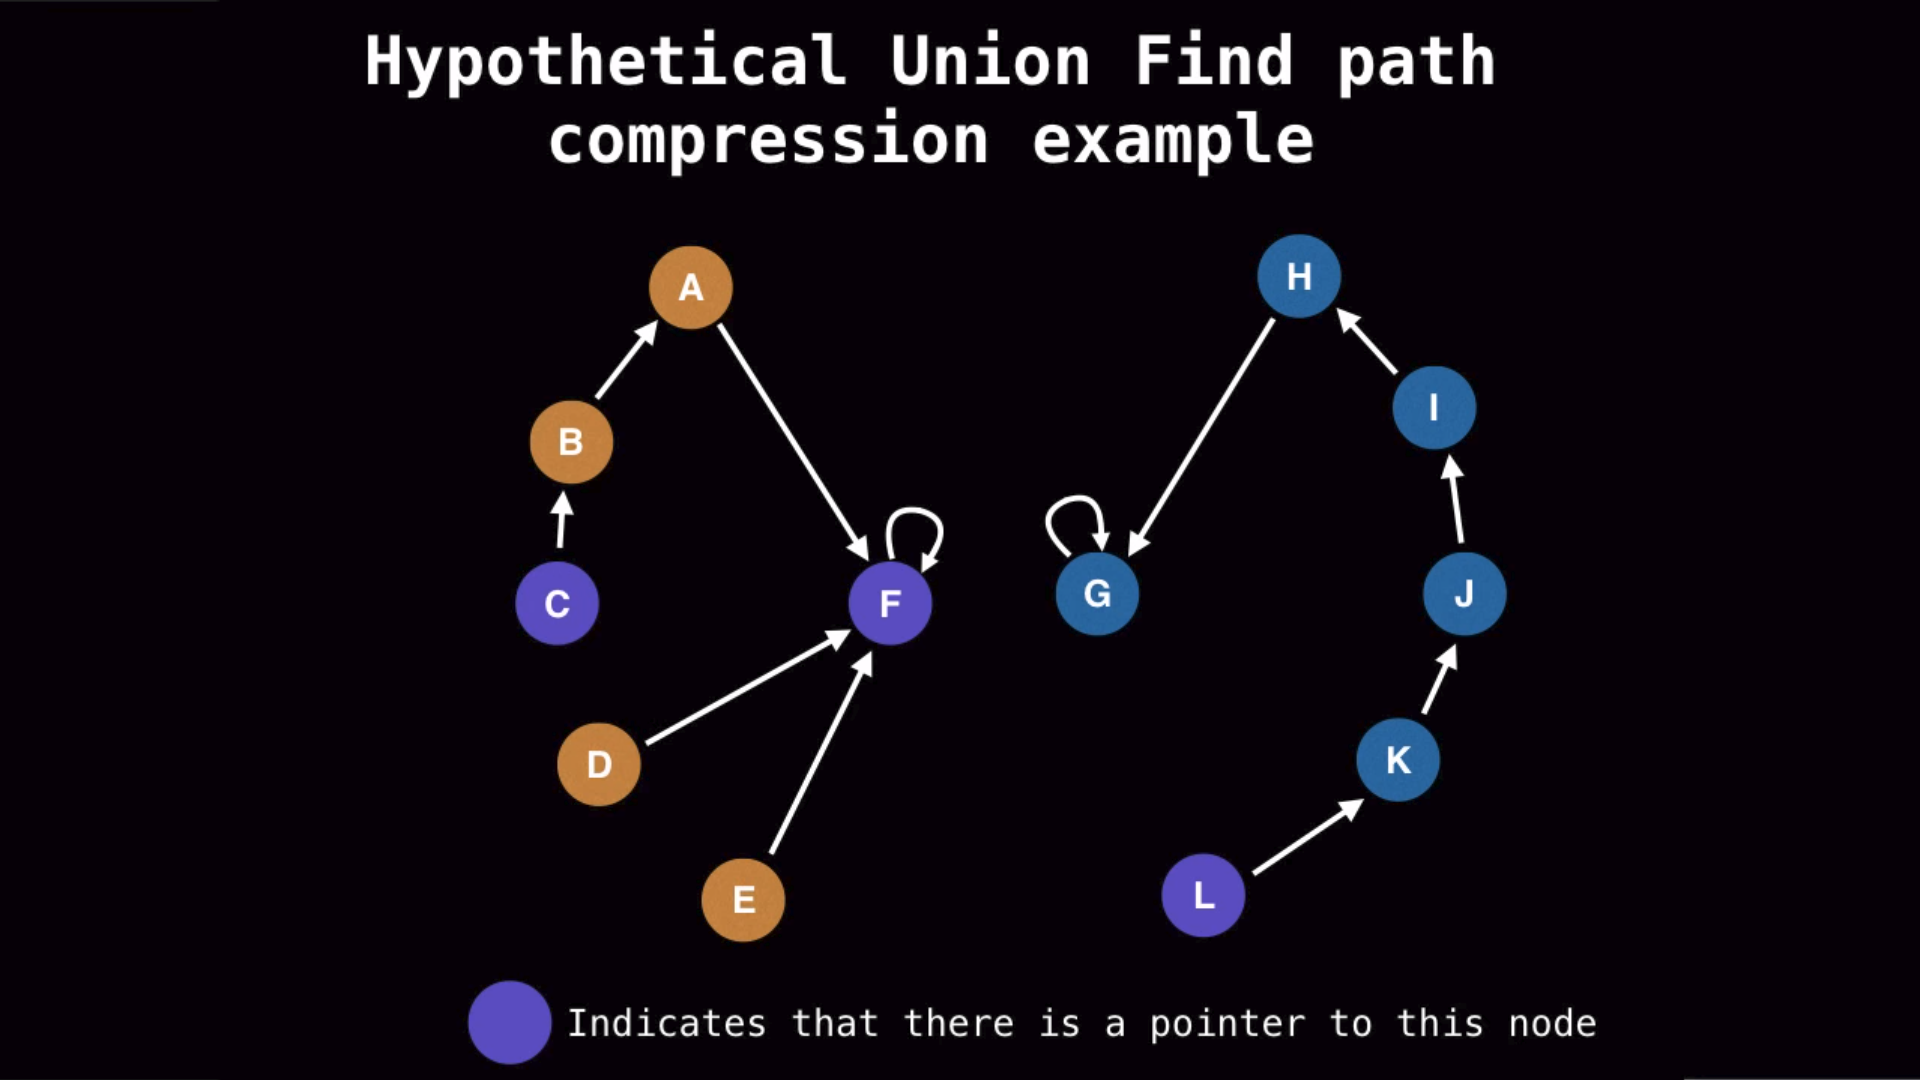 Hypothetical Union Find path
compression example
A
H
I
B
C
F
G
J
D
K
E
L
Indicates that there is a pointer to this node